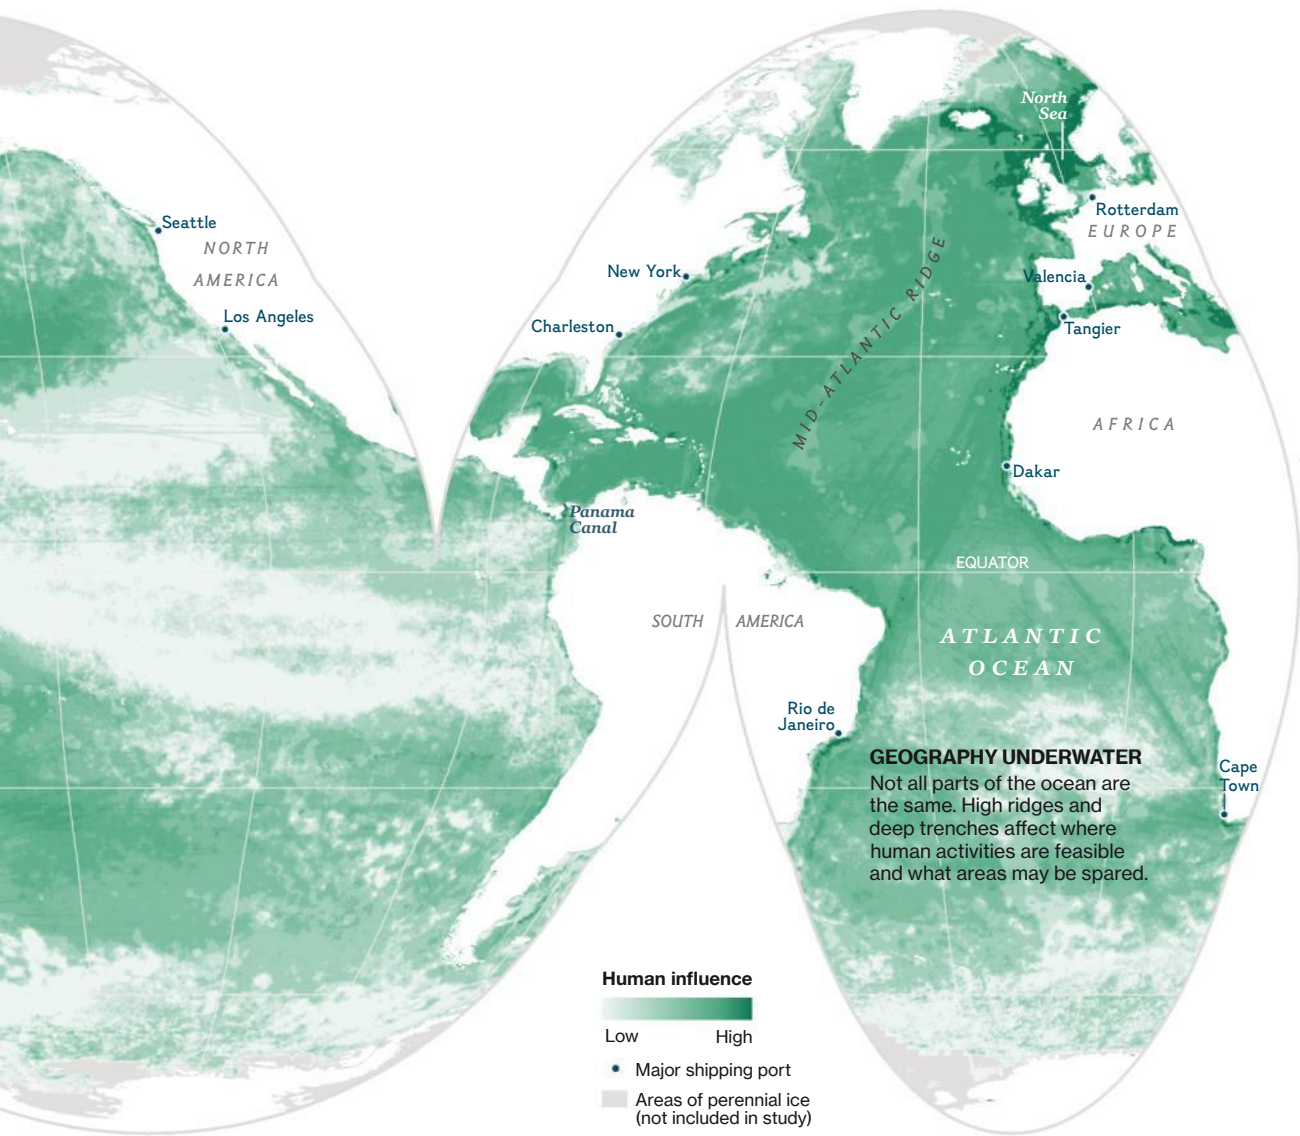 North
Sea
Seattle
NORTH
AMERICA
Los Angeles
New York
Charleston
Rotterdam
EUROPE
Valencia
Tangier
MID-ATLANTIC RIDGE
AFRICA
Dakar
Panama
Canal
EQUATOR
SOUTH AMERICA
ATLANTIC
OCEAN
Rio de
Janeiro
GEOGRAPHY UNDERWATER
Not all parts of the ocean are
the same. High ridges and
deep trenches affect where
human activities are feasible
and what areas may be spared.
Cape
Town
Human influence
Low High
Major shipping port
Areas of perennial ice
(not included in study)